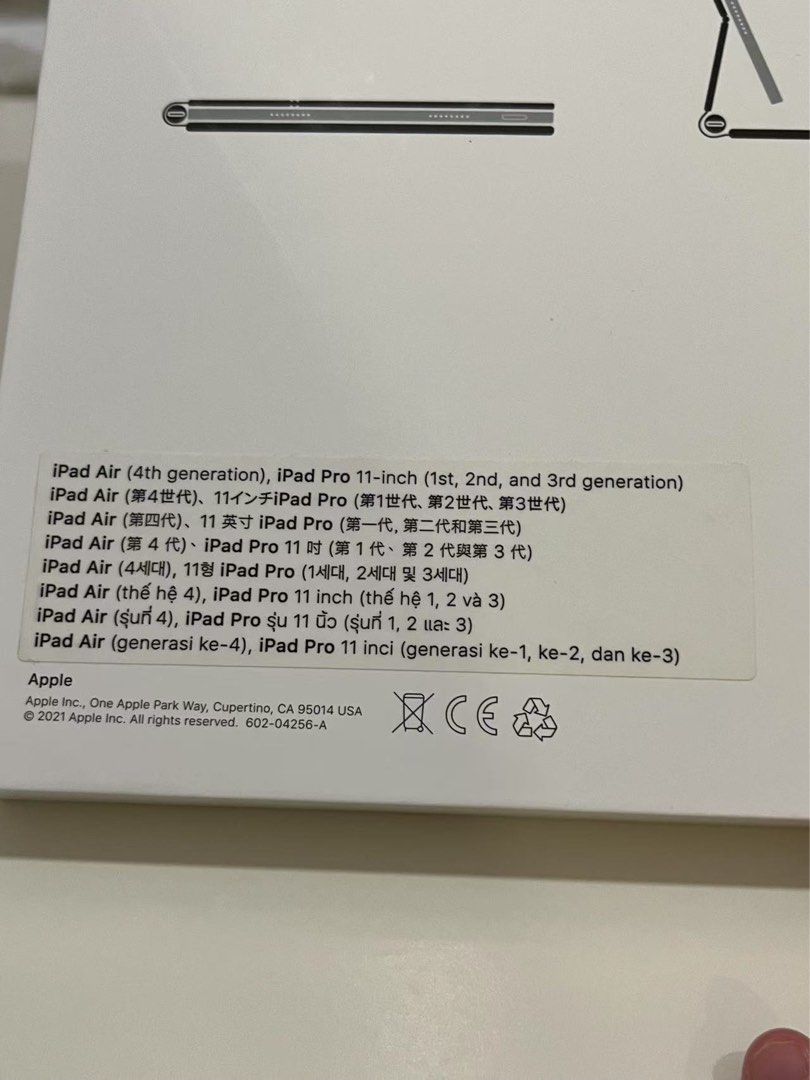 iPad Air (4th generation), iPad Pro 11-inch (1st, 2nd, and 3rd generation)
iPad Air (第4世代)、11インチiPad Pro (第1世代、第2世代、第3世代)
iPad Air (第四代)、11 英寸 iPad Pro (第一代, 第二代和第三代)
iPad Air (第 4 代)、iPad Pro 11 吋 (第 1 代、第 2 代與第 3 代)
iPad Air (4세대), 11형 iPad Pro (1세대, 2세대 및 3세대)
iPad Air (thế hệ 4), iPad Pro 11 inch (thế hệ 1, 2 và 3)
iPad Air (รุ่นที่ 4), iPad Pro รุ่น 11 นิ้ว (รุ่นที่ 1, 2 และ 3)
iPad Air (generasi ke-4), iPad Pro 11 inci (generasi ke-1, ke-2, dan ke-3)
Apple
Apple Inc., One Apple Park Way, Cupertino, CA 95014 USA
© 2021 Apple Inc. All rights reserved. 602-04256-A
CE